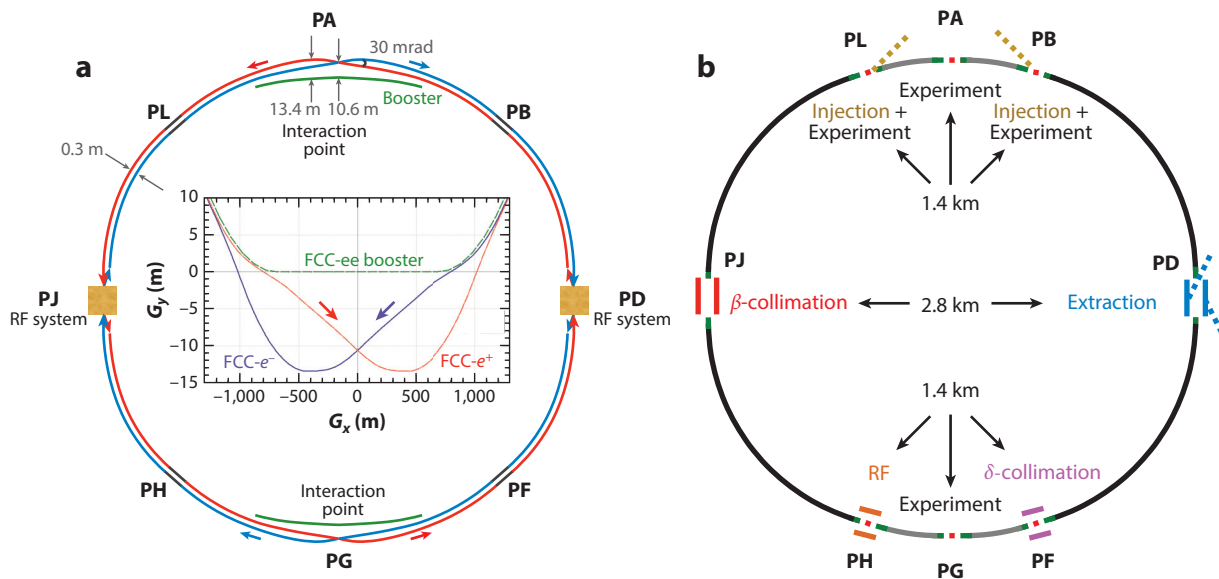 a
PA
30 mrad
PL
PB
Booster
13.4 m
10.6 m
Interaction
point
0.3 m
10
5
0
−5
−10
−15
G_y (m)
FCC-ee booster
FCC-e⁻
FCC-e⁺
−1,000
−500
0
500
1,000
G_x (m)
PJ
RF system
PD
RF system
PH
PF
Interaction
point
PG
b
PA
PL
PB
Experiment
Injection +
Experiment
Injection +
Experiment
1.4 km
PJ
PD
β-collimation
2.8 km
Extraction
1.4 km
RF
δ-collimation
Experiment
PH
PG
PF